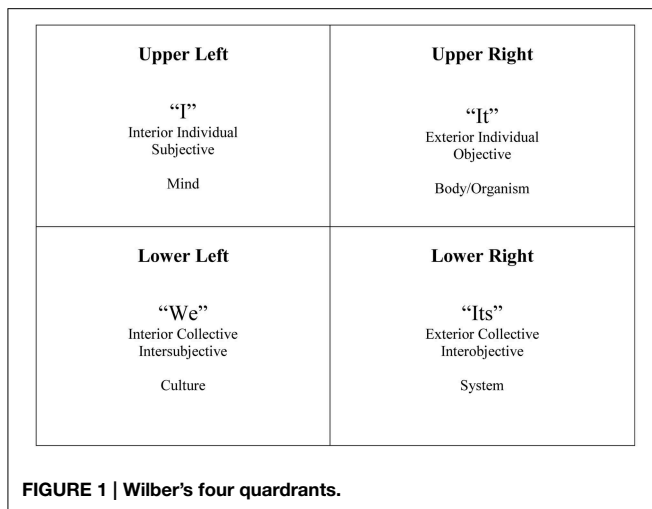 Upper Left
“I”
Interior Individual
Subjective
Mind
Upper Right
“It”
Exterior Individual
Objective
Body/Organism
Lower Left
“We”
Interior Collective
Intersubjective
Culture
Lower Right
“Its”
Exterior Collective
Interobjective
System
FIGURE 1 | Wilber’s four quardrants.